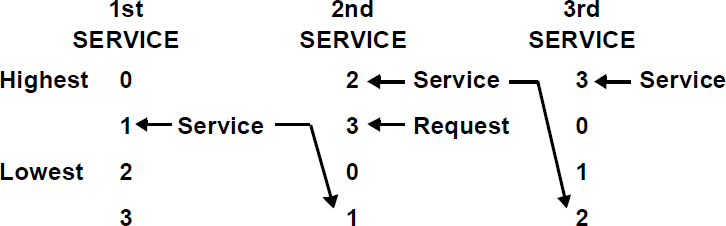 1st 2nd 3rd
SERVICE SERVICE SERVICE
Highest 0 2 Service 3 Service
1 Service 3 Request 0
Lowest 2 0 1
3 1 2